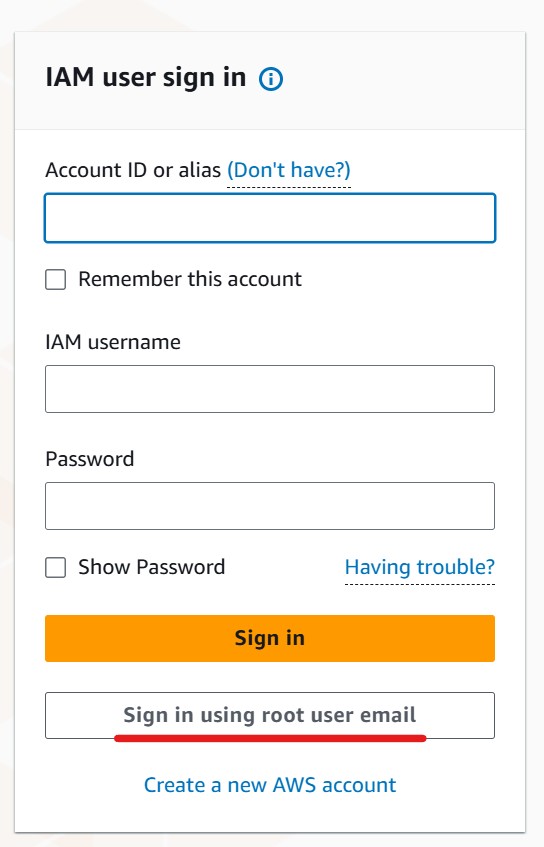 IAM user sign in
Account ID or alias (Don't have?)
Remember this account
IAM username
Password
Show Password Having trouble?
Sign in
Sign in using root user email
Create a new AWS account